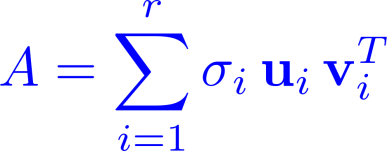 A = \sum_{i=1}^{r} \sigma_i \, \mathbf{u}_i \, \mathbf{v}_i^T